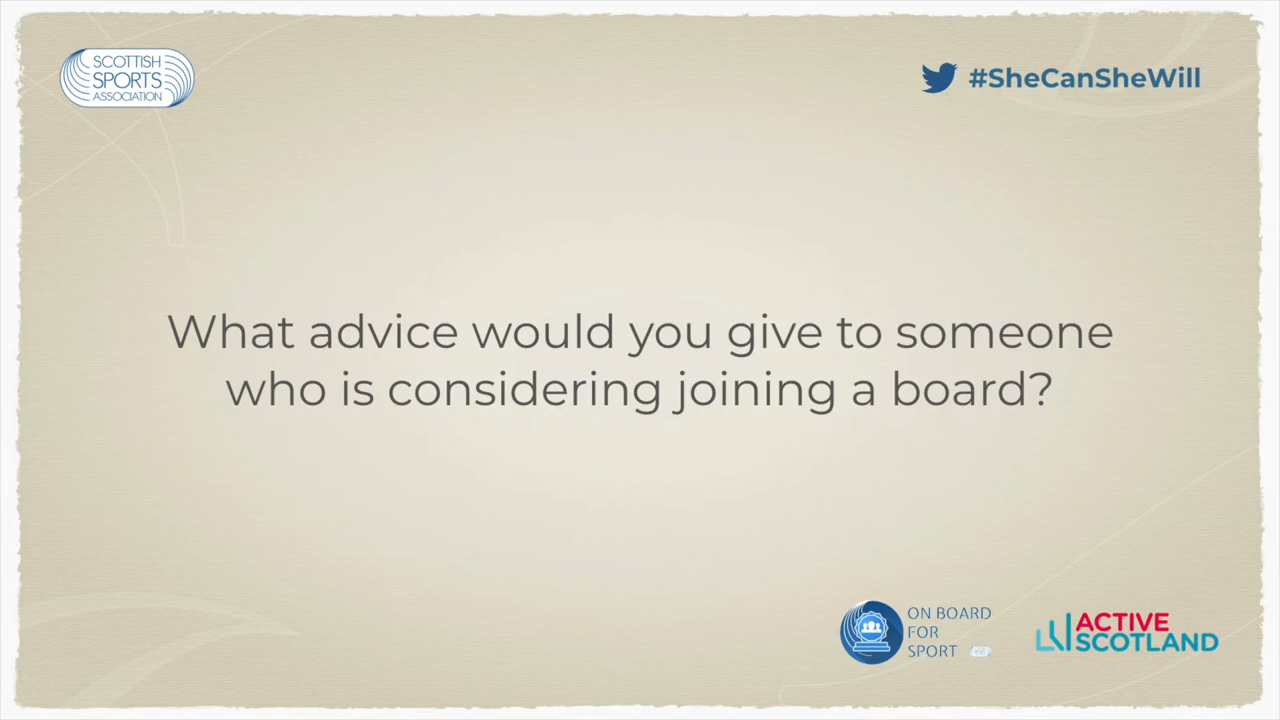 SCOTTISH
SPORTS
ASSOCIATION
#SheCanSheWill
What advice would you give to someone
who is considering joining a board?
ON BOARD
FOR
SPORT
ACTIVE
SCOTLAND